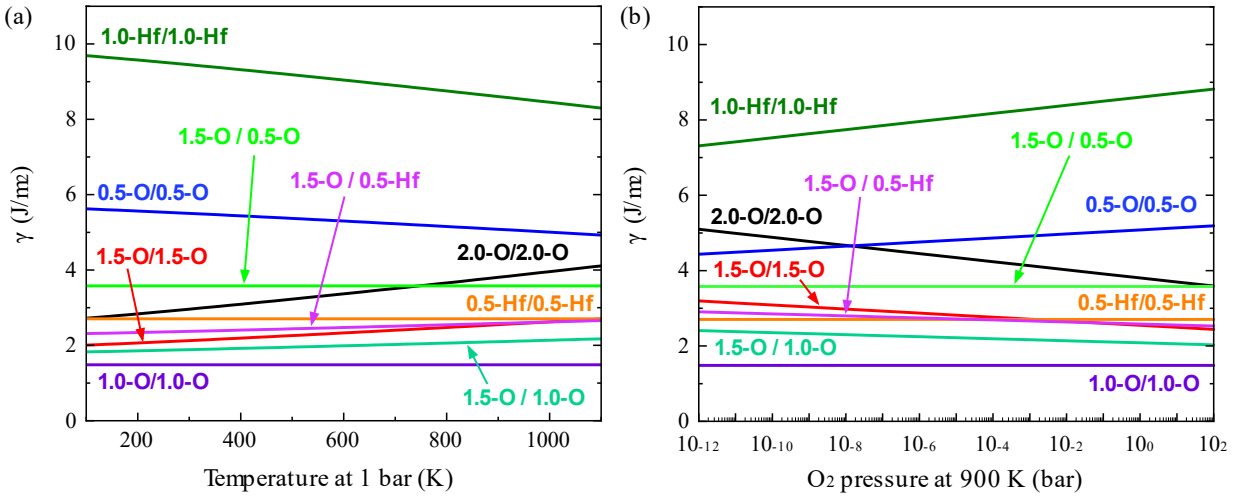 (a)
10
8
6
4
2
0
γ (J/m2)
1.0-Hf/1.0-Hf
1.5-O / 0.5-O
0.5-O/0.5-O
1.5-O / 0.5-Hf
2.0-O/2.0-O
1.5-O/1.5-O
0.5-Hf/0.5-Hf
1.0-O/1.0-O
1.5-O / 1.0-O
200 400 600 800 1000
Temperature at 1 bar (K)
(b)
10
8
6
4
2
0
γ (J/m2)
1.0-Hf/1.0-Hf
1.5-O / 0.5-O
1.5-O / 0.5-Hf
2.0-O/2.0-O
0.5-O/0.5-O
1.5-O/1.5-O
0.5-Hf/0.5-Hf
1.5-O / 1.0-O
1.0-O/1.0-O
10-12 10-10 10-8 10-6 10-4 10-2 100 102
O2 pressure at 900 K (bar)